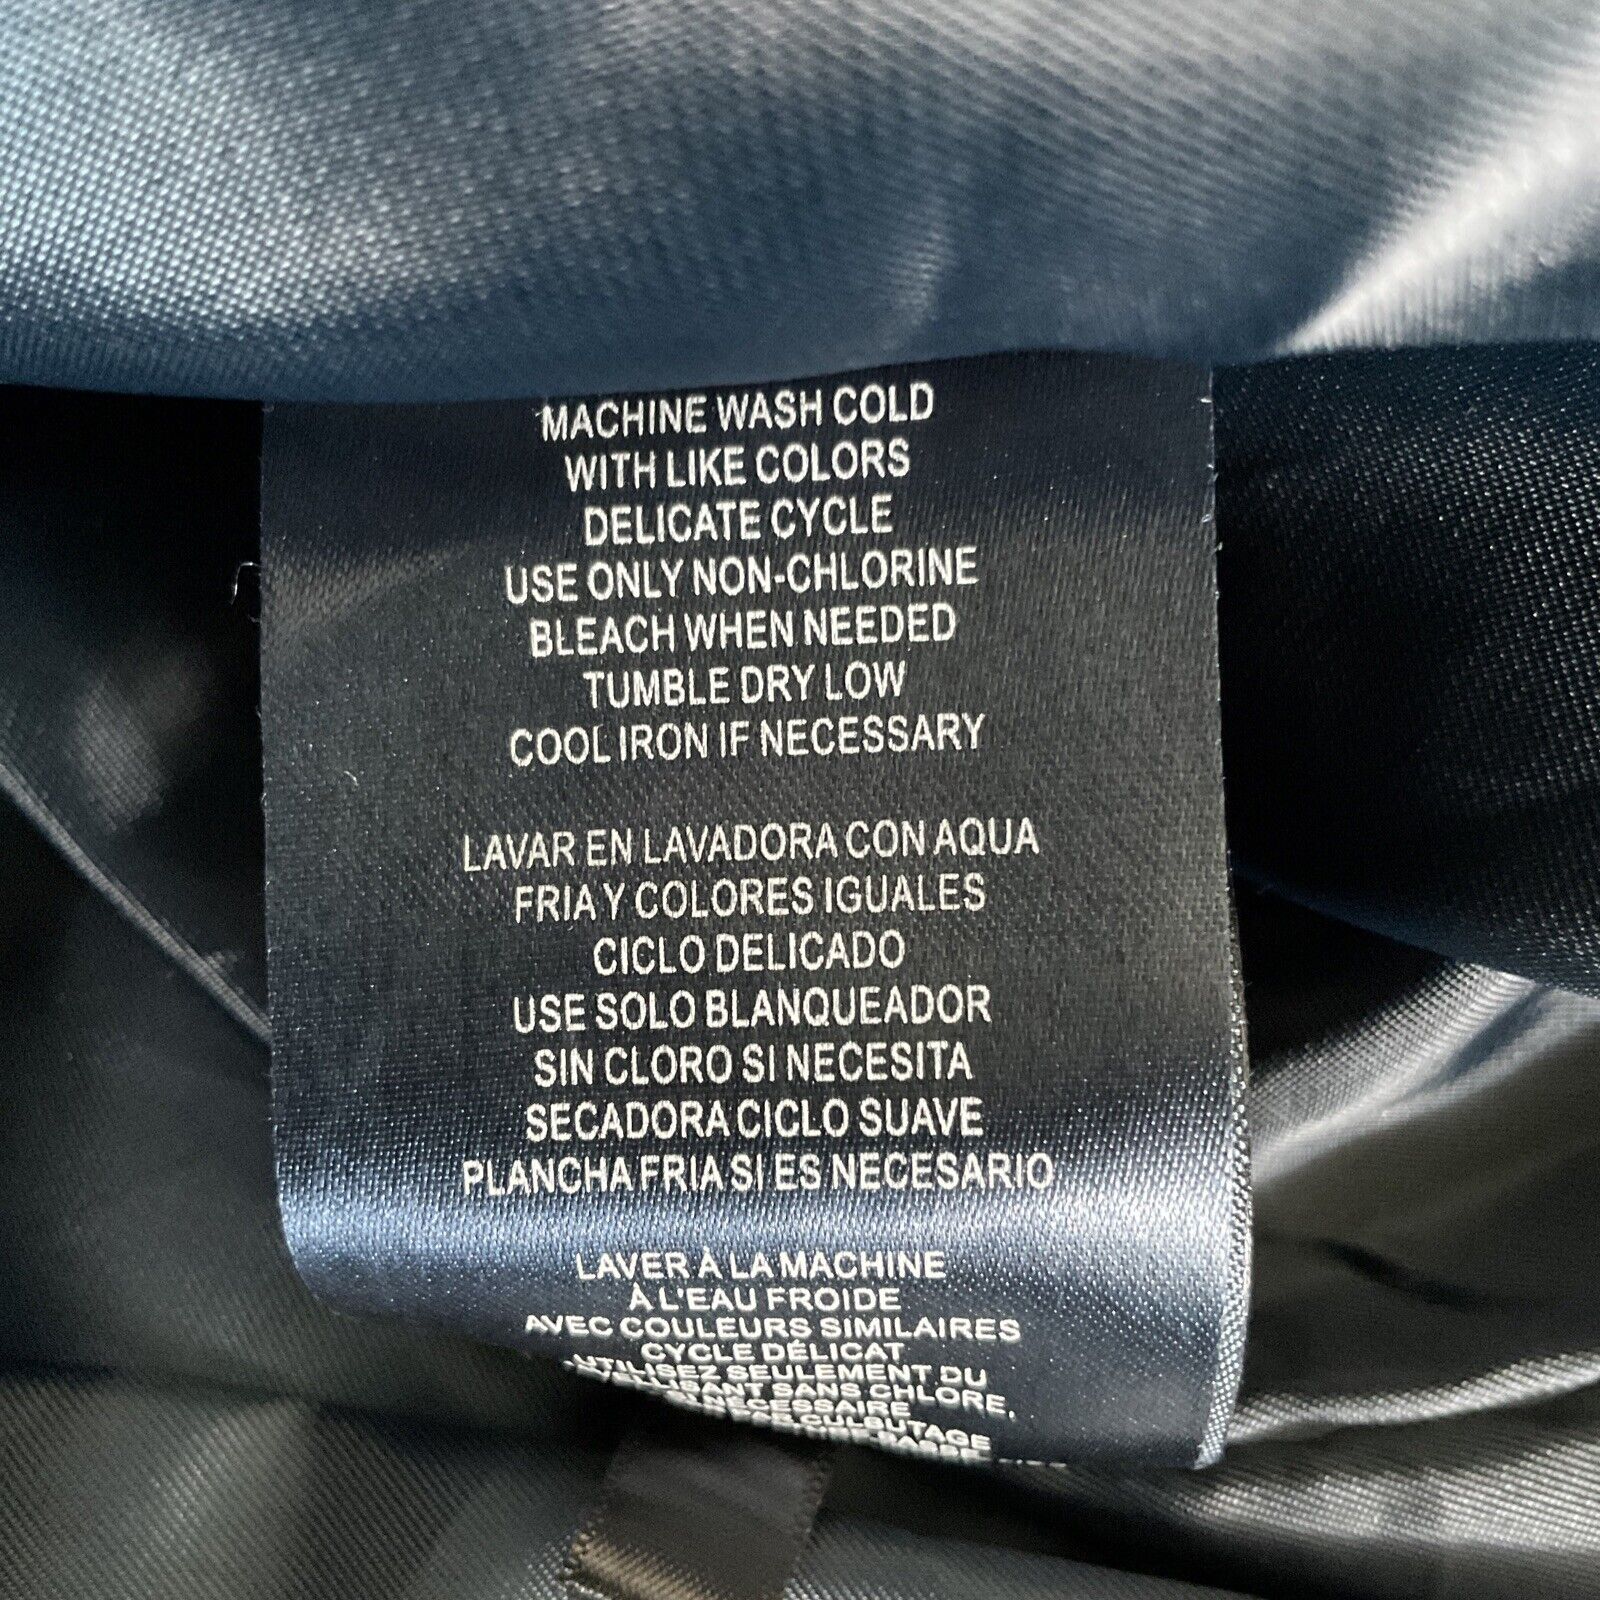 MACHINE WASH COLD
WITH LIKE COLORS
DELICATE CYCLE
USE ONLY NON-CHLORINE
BLEACH WHEN NEEDED
TUMBLE DRY LOW
COOL IRON IF NECESSARY
LAVAR EN LAVADORA CON AQUA
FRIA Y COLORES IGUALES
CICLO DELICADO
USE SOLO BLANQUEADOR
SIN CLORO SI NECESITA
SECADORA CICLO SUAVE
PLANCHA FRIA SI ES NECESARIO
LAVER À LA MACHINE
À L'EAU FROIDE
AVEC COULEURS SIMILAIRES
CYCLE DÉLICAT
UTILISEZ SEULEMENT DU
SANS CHLORE,
NÉCESSAIRE
CULBUTAGE